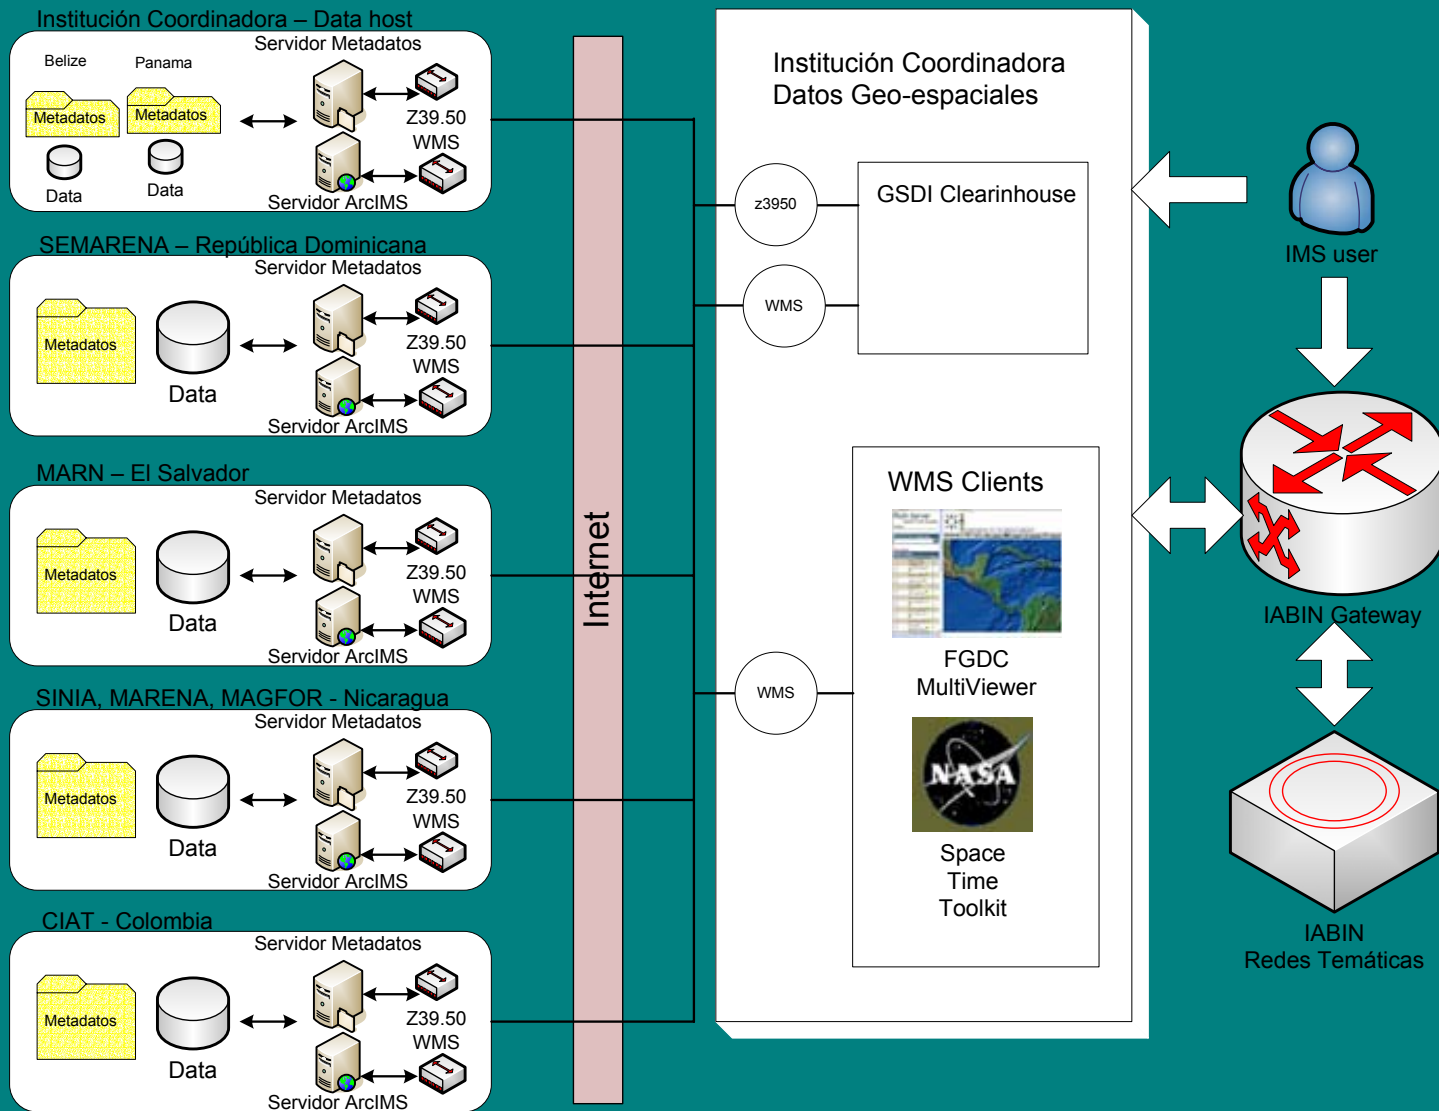 Institución Coordinadora – Data host
Servidor Metadatos
Belize
Panama
Metadatos
Metadatos
Z39.50
WMS
Data
Data
Servidor ArcIMS
SEMARENA – República Dominicana
Servidor Metadatos
Metadatos
Z39.50
WMS
Data
Servidor ArcIMS
MARN – El Salvador
Servidor Metadatos
Metadatos
Z39.50
WMS
Data
Servidor ArcIMS
SINIA, MARENA, MAGFOR - Nicaragua
Servidor Metadatos
Metadatos
Z39.50
WMS
Data
Servidor ArcIMS
CIAT - Colombia
Servidor Metadatos
Metadatos
Z39.50
WMS
Data
Servidor ArcIMS
Internet
Institución Coordinadora
Datos Geo-espaciales
z3950
GSDI Clearinhouse
WMS
WMS
WMS Clients
FGDC
MultiViewer
NASA
Space
Time
Toolkit
IMS user
IABIN Gateway
IABIN
Redes Temáticas